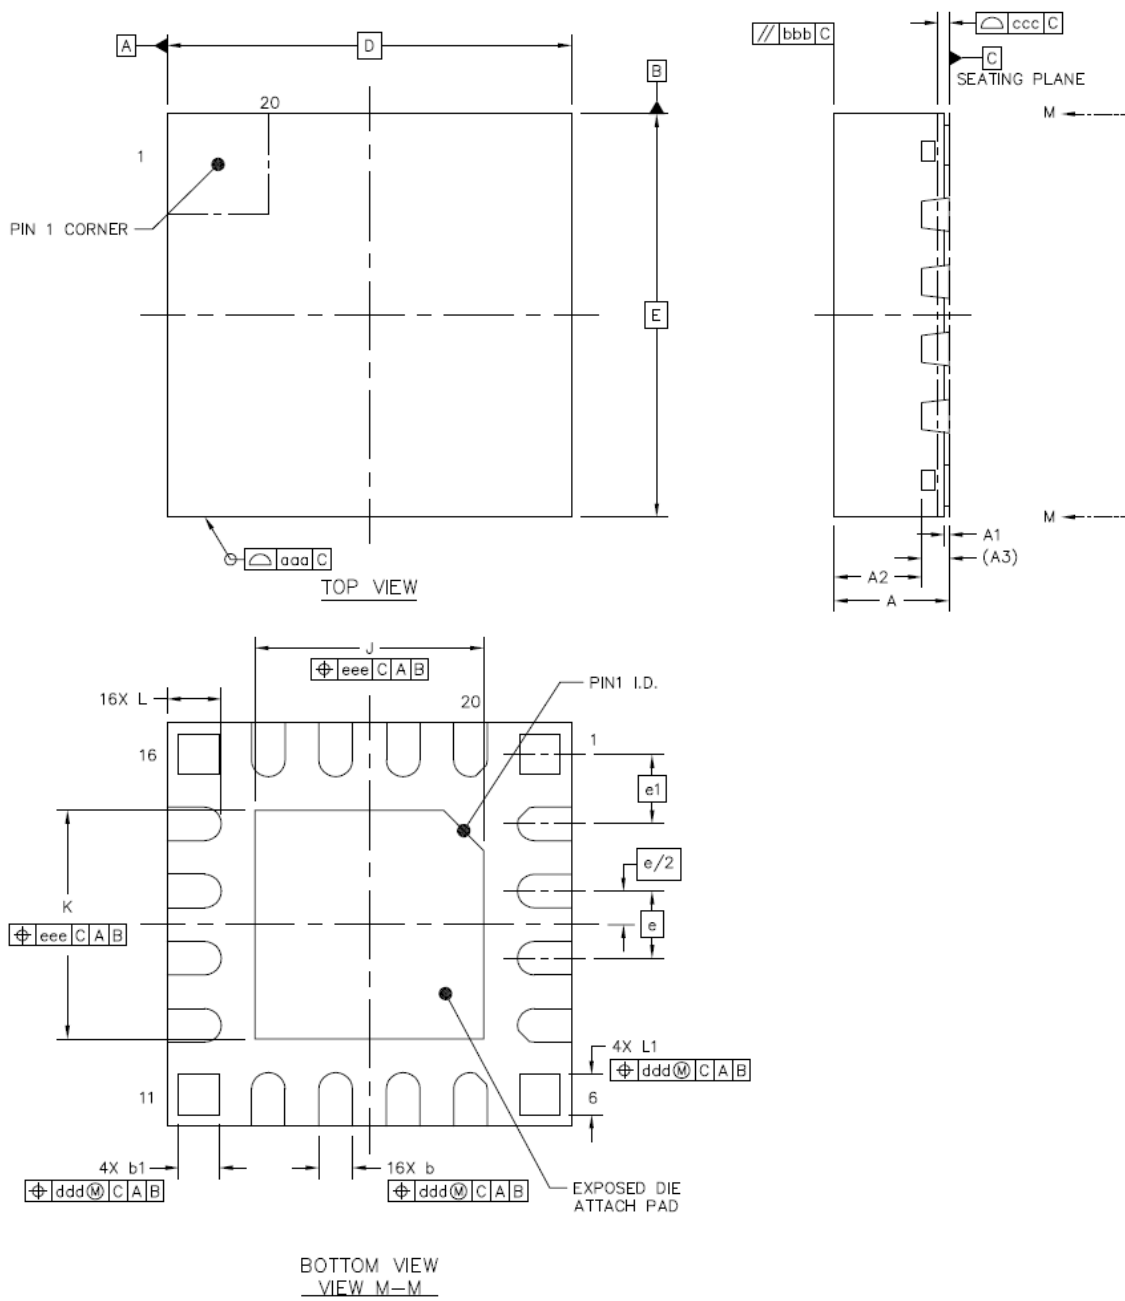 A
D
B
// bbb C
⌓ ccc C
C
SEATING PLANE
M
20
1
PIN 1 CORNER
E
M
A1
(A3)
A2
A
⌓ aaa C
TOP VIEW
J
⌖ eee C A B
PIN1 I.D.
16X L
20
16
1
e1
e/2
K
e
⌖ eee C A B
4X L1
⌖ ddd Ⓜ C A B
11
6
4X b1
16X b
⌖ ddd Ⓜ C A B
⌖ ddd Ⓜ C A B
EXPOSED DIE
ATTACH PAD
BOTTOM VIEW
VIEW M–M